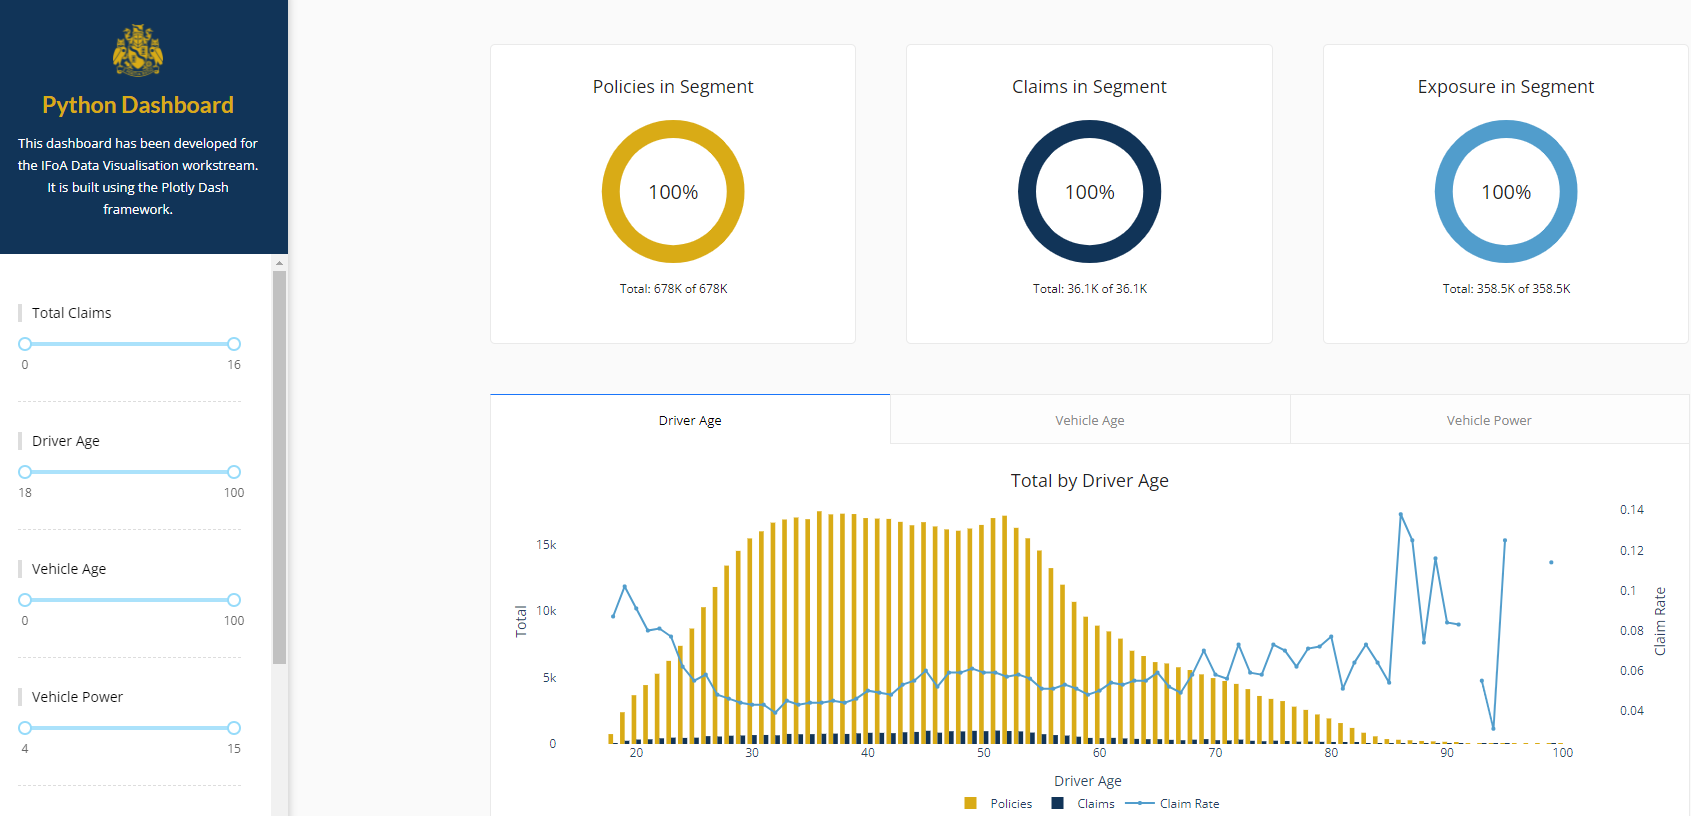 Python Dashboard
This dashboard has been developed for
the IFoA Data Visualisation workstream.
It is built using the Plotly Dash
framework.
Total Claims
0 16
Driver Age
18 100
Vehicle Age
0 100
Vehicle Power
4 15
Policies in Segment
100%
Total: 678K of 678K
Claims in Segment
100%
Total: 36.1K of 36.1K
Exposure in Segment
100%
Total: 358.5K of 358.5K
Driver Age Vehicle Age Vehicle Power
Total by Driver Age
Total
15k
10k
5k
0
0.14
0.12
0.1
0.08
0.06
0.04
Claim Rate
20 30 40 50 60 70 80 90 100
Driver Age
Policies Claims Claim Rate